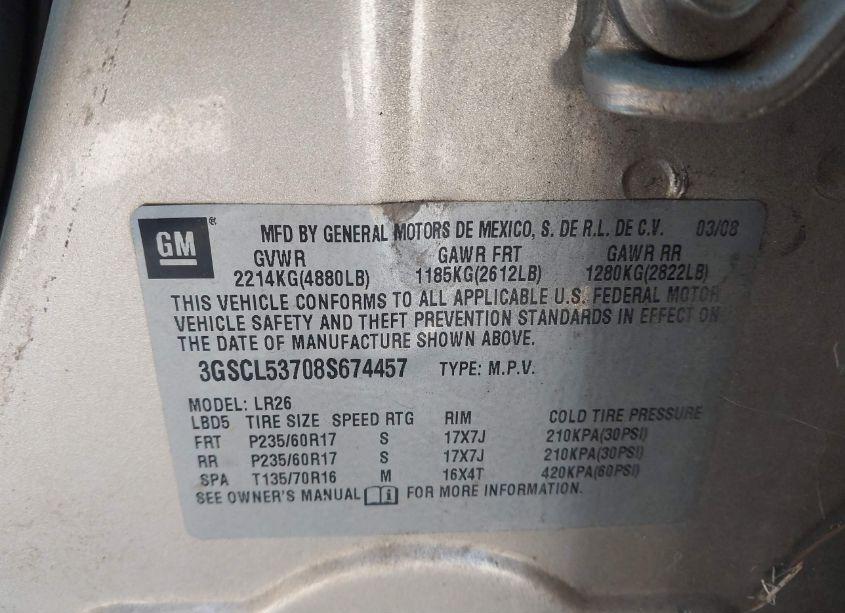 GM ®
MFD BY GENERAL MOTORS DE MEXICO, S. DE R.L. DE C.V. 03/08
GVWR GAWR FRT GAWR RR
2214KG(4880LB) 1185KG(2612LB) 1280KG(2822LB)
THIS VEHICLE CONFORMS TO ALL APPLICABLE U.S. FEDERAL MOTOR
VEHICLE SAFETY AND THEFT PREVENTION STANDARDS IN EFFECT ON
THE DATE OF MANUFACTURE SHOWN ABOVE.
3GSCL53708S674457 TYPE: M.P.V.
MODEL: LR26
LBD5 TIRE SIZE SPEED RTG RIM COLD TIRE PRESSURE
FRT P235/60R17 S 17X7J 210KPA(30PSI)
RR P235/60R17 S 17X7J 210KPA(30PSI)
SPA T135/70R16 M 16X4T 420KPA(60PSI)
SEE OWNER'S MANUAL FOR MORE INFORMATION.